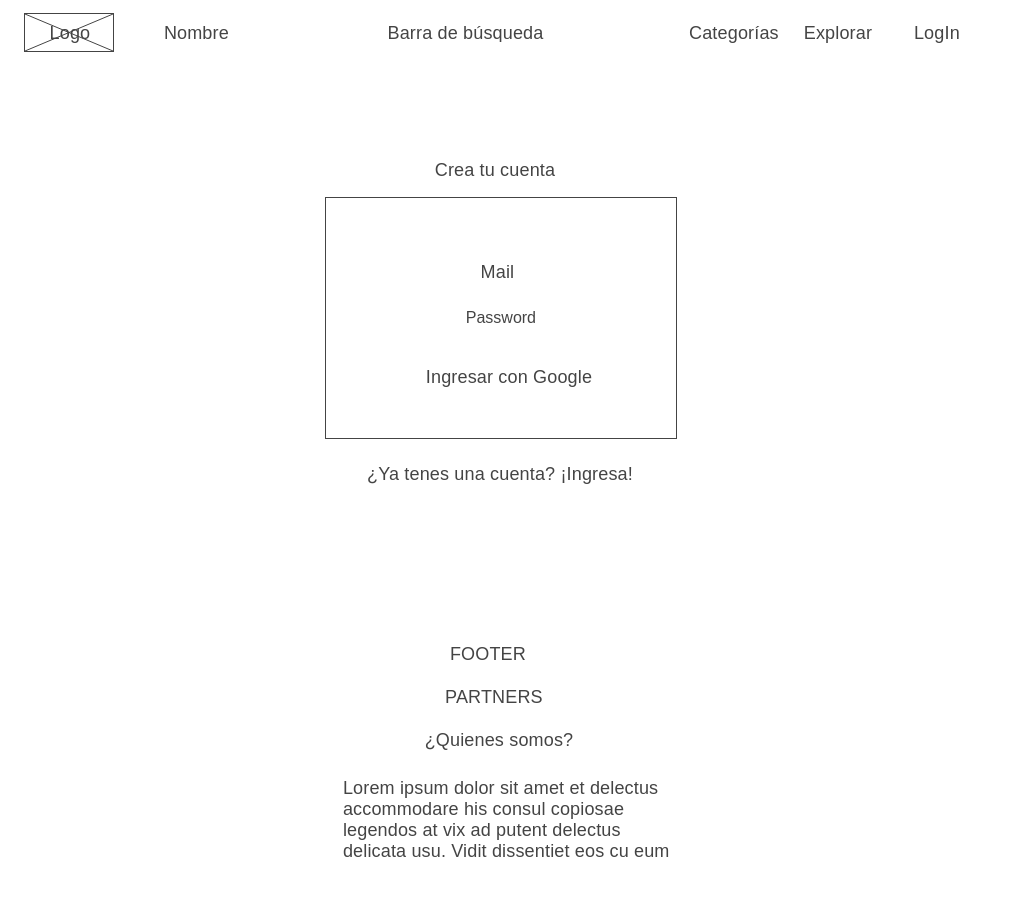 Logo Nombre Barra de búsqueda Categorías Explorar LogIn
Crea tu cuenta
Mail
Password
Ingresar con Google
¿Ya tenes una cuenta? ¡Ingresa!
FOOTER
PARTNERS
¿Quienes somos?
Lorem ipsum dolor sit amet et delectus
accommodare his consul copiosae
legendos at vix ad putent delectus
delicata usu. Vidit dissentiet eos cu eum